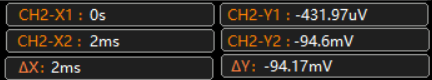 CH2-X1 : 0s CH2-Y1 : -431.97uV
CH2-X2 : 2ms CH2-Y2 : -94.6mV
ΔX: 2ms ΔY: -94.17mV